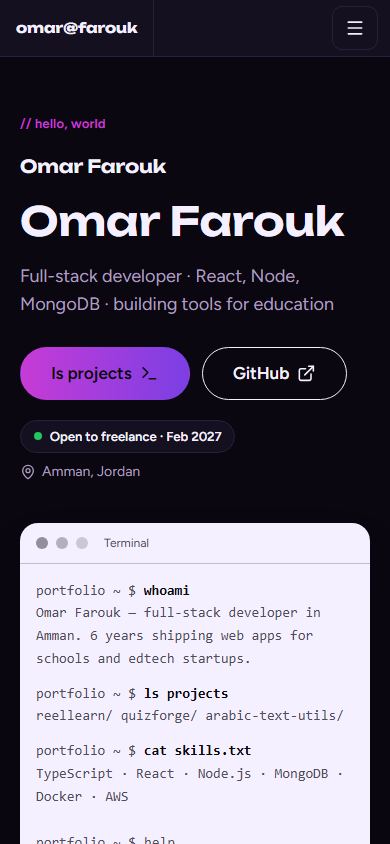 omar@farouk
// hello, world
Omar Farouk
Omar Farouk
Full-stack developer · React, Node,
MongoDB · building tools for education
ls projects
GitHub
Open to freelance · Feb 2027
Amman, Jordan
Terminal
portfolio ~ $ whoami
Omar Farouk — full-stack developer in
Amman. 6 years shipping web apps for
schools and edtech startups.
portfolio ~ $ ls projects
reellearn/ quizforge/ arabic-text-utils/
portfolio ~ $ cat skills.txt
TypeScript · React · Node.js · MongoDB ·
Docker · AWS
portfolio ~ $ help